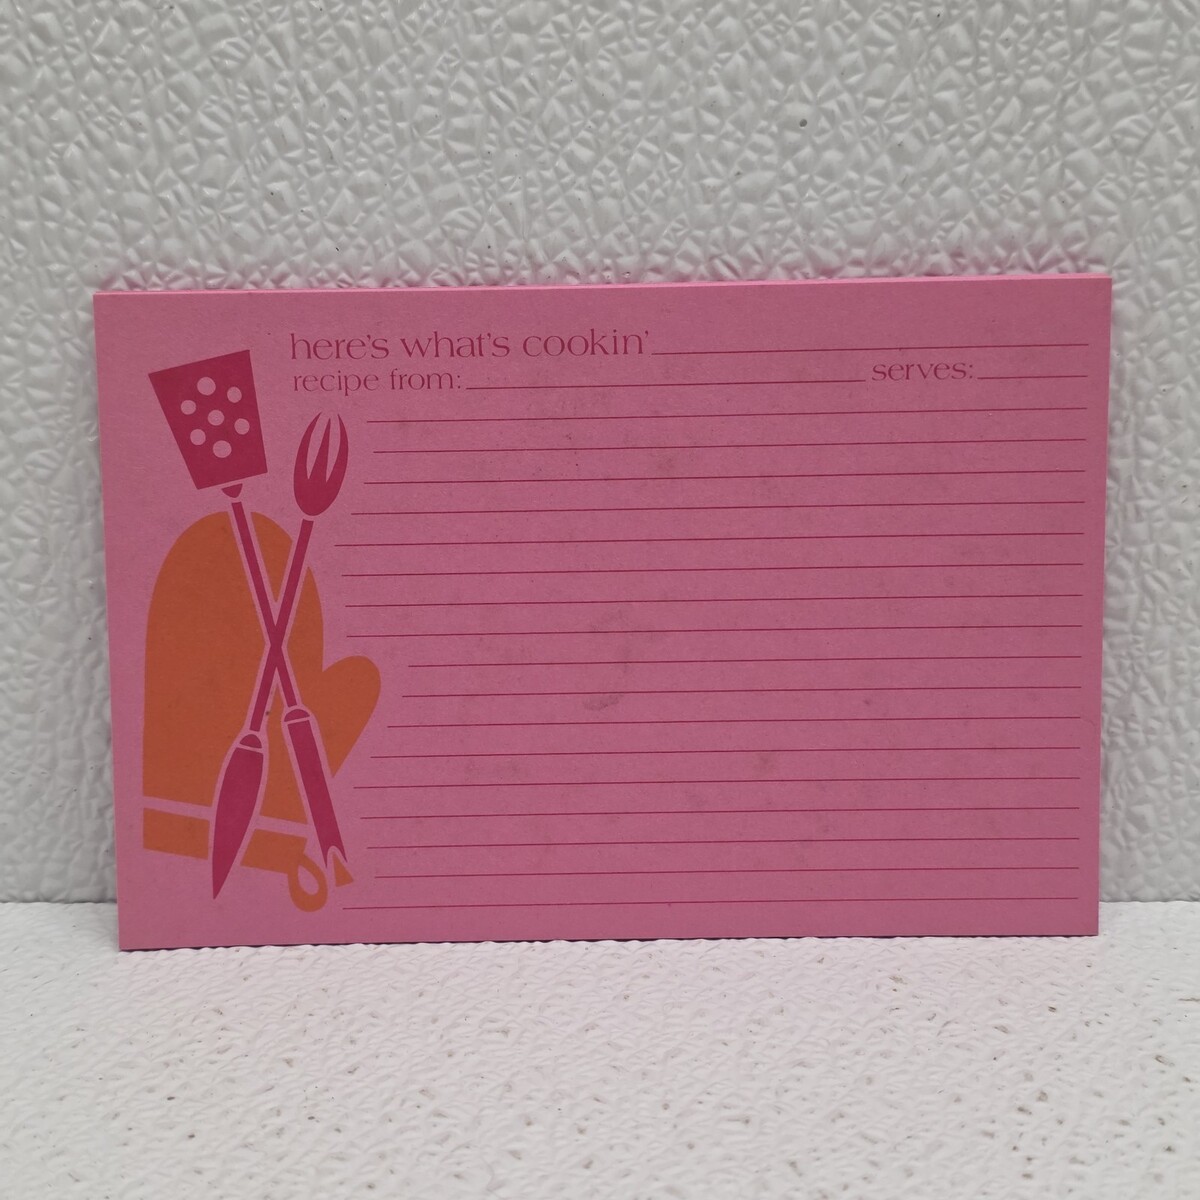 here's what's cookin'
recipe from: serves: